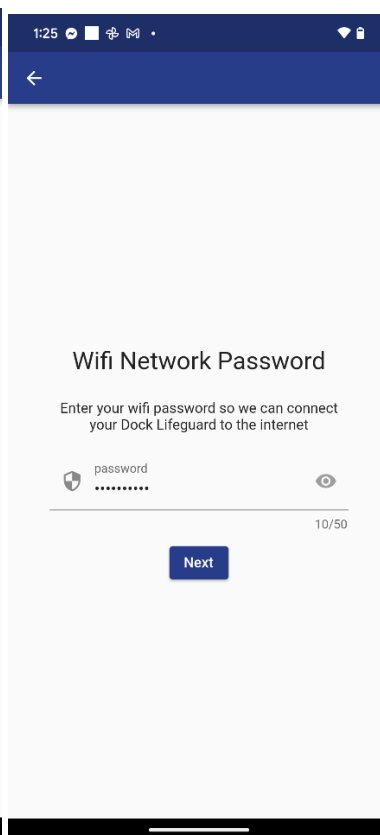 1:25
Wifi Network Password
Enter your wifi password so we can connect
your Dock Lifeguard to the internet
password
••••••••••
10/50
Next